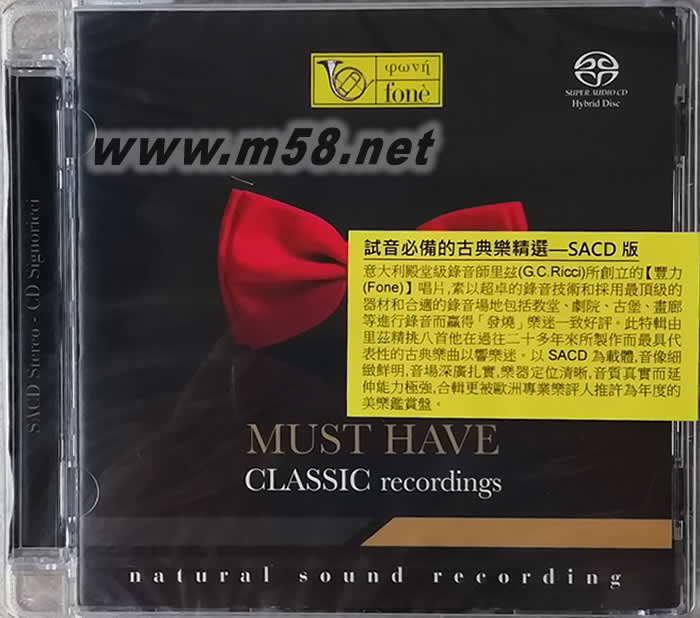 φωνή
fonè
SUPER AUDIO CD
Hybrid Disc
www.m58.net
SACD Stereo - CD Signoricci
試音必備的古典樂精選—SACD 版
意大利殿堂級錄音師里玆(G.C.Ricci)所創立的【豐力
(Fone)】唱片,素以超卓的錄音技術和採用最頂級的
器材和合適的錄音場地包括教堂、劇院、古堡、畫廊
等進行錄音而贏得「發燒」樂迷一致好評。此特輯由
里玆精挑八首他在過往二十多年來所製作而最具代
表性的古典樂曲以響樂迷。以 SACD 為載體,音像細
緻鮮明,音場深廣扎實,樂器定位清晰,音質真實而延
伸能力極強,合輯更被歐洲專業樂評人推許為年度的
美樂鑑賞盤。
MUST HAVE
CLASSIC recordings
natural sound recording